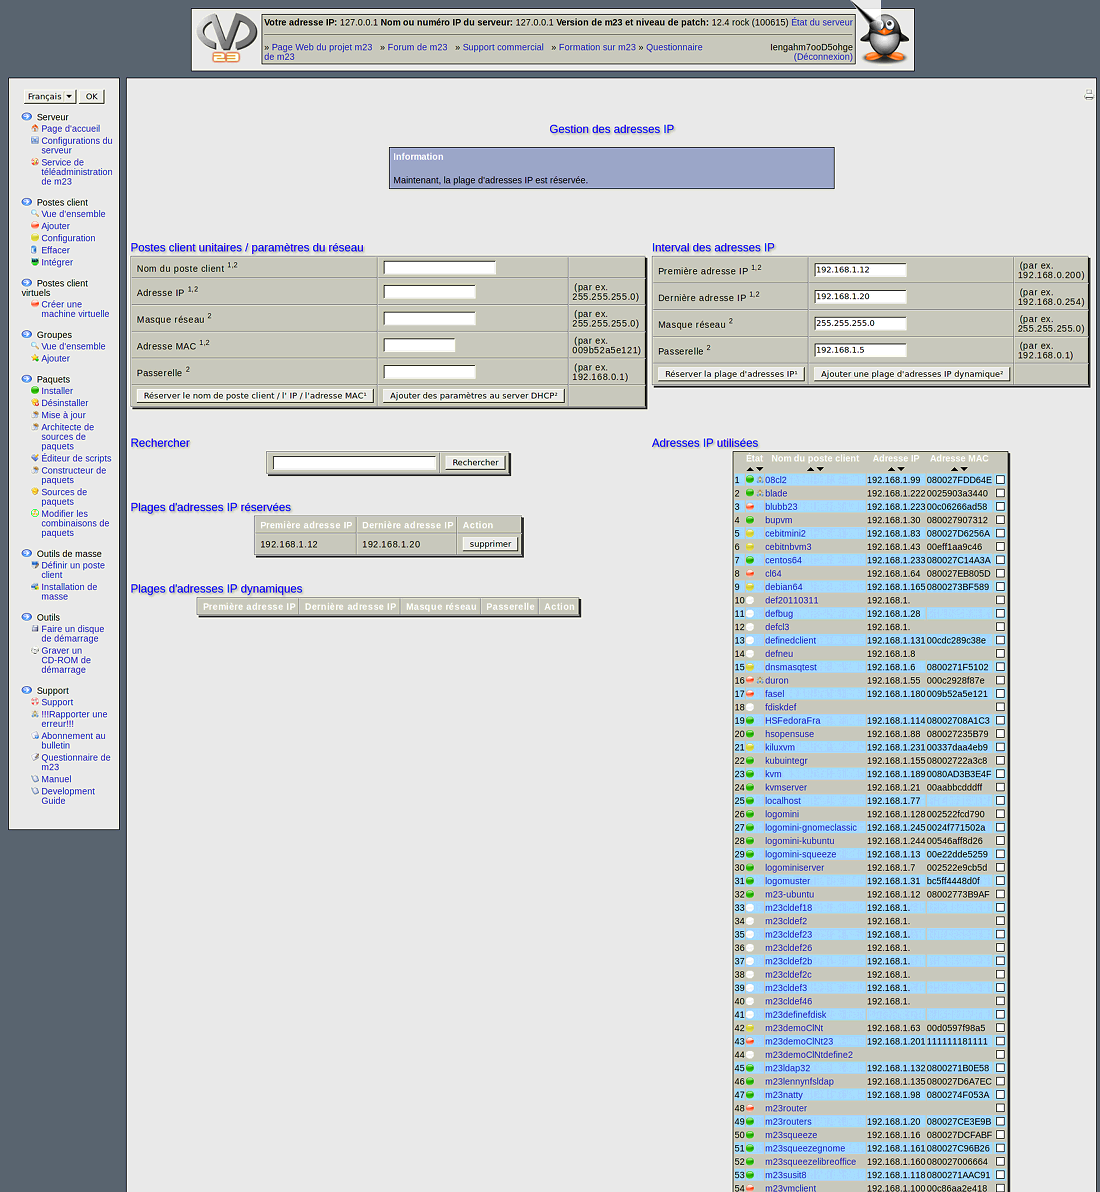 Votre adresse IP: 127.0.0.1 Nom ou numéro IP du serveur: 127.0.0.1 Version de m23 et niveau de patch: 12.4 rock (100615) État du serveur
» Page Web du projet m23 » Forum de m23 » Support commercial » Formation sur m23 » Questionnaire de m23
Iengahm7ooD5ohge
(Déconnexion)
23
Français OK
Serveur
Page d'accueil
Configurations du
serveur
Service de
téléadministration
de m23
Postes client
Vue d'ensemble
Ajouter
Configuration
Effacer
Intégrer
Postes client
virtuels
Créer une
machine virtuelle
Groupes
Vue d'ensemble
Ajouter
Paquets
Installer
Désinstaller
Mise à jour
Architecte de
sources de
paquets
Éditeur de scripts
Constructeur de
paquets
Sources de
paquets
Modifier les
combinaisons de
paquets
Outils de masse
Définir un poste
client
Installation de
masse
Outils
Faire un disque
de démarrage
Graver un
CD-ROM de
démarrage
Support
Support
!!!Rapporter une
erreur!!!
Abonnement au
bulletin
Questionnaire de
m23
Manuel
Development
Guide
Gestion des adresses IP
Information
Maintenant, la plage d'adresses IP est réservée.
Postes client unitaires / paramètres du réseau
Nom du poste client 1,2
Adresse IP 1,2 (par ex. 255.255.255.0)
Masque réseau 2 (par ex. 255.255.255.0)
Adresse MAC 1,2 (par ex. 009b52a5e121)
Passerelle 2 (par ex. 192.168.0.1)
Réserver le nom de poste client / l' IP / l'adresse MAC¹ Ajouter des paramètres au server DHCP²
Interval des adresses IP
Première adresse IP 1,2 192.168.1.12 (par ex. 192.168.0.200)
Dernière adresse IP 1,2 192.168.1.20 (par ex. 192.168.0.254)
Masque réseau 2 255.255.255.0 (par ex. 255.255.255.0)
Passerelle 2 192.168.1.5 (par ex. 192.168.0.1)
Réserver la plage d'adresses IP¹ Ajouter une plage d'adresses IP dynamique²
Rechercher
Rechercher
Plages d'adresses IP réservées
Première adresse IP Dernière adresse IP Action
192.168.1.12 192.168.1.20 supprimer
Plages d'adresses IP dynamiques
Première adresse IP Dernière adresse IP Masque réseau Passerelle Action
Adresses IP utilisées
État Nom du poste client Adresse IP Adresse MAC
1 08cl2 192.168.1.99 080027FDD64E
2 blade 192.168.1.222 0025903a3440
3 blubb23 192.168.1.223 00c06266ad58
4 bupvm 192.168.1.30 080027907312
5 cebitmini2 192.168.1.83 080027D6256A
6 cebitnbvm3 192.168.1.43 00eff1aa9c46
7 centos64 192.168.1.233 080027C14A3A
8 cl64 192.168.1.64 080027EB805D
9 debian64 192.168.1.165 0800273BF589
10 def20110311 192.168.1.
11 defbug 192.168.1.28
12 defcl3 192.168.1.
13 definedclient 192.168.1.131 00cdc289c38e
14 defneu 192.168.1.8
15 dnsmasqtest 192.168.1.6 0800271F5102
16 duron 192.168.1.55 000c2928f87e
17 fasel 192.168.1.180 009b52a5e121
18 fdiskdef
19 HSFedoraFra 192.168.1.114 08002708A1C3
20 hsopensuse 192.168.1.88 080027235B79
21 kiluxvm 192.168.1.231 00337daa4eb9
22 kubuintegr 192.168.1.155 08002722a3c8
23 kvm 192.168.1.189 0080AD3B3E4F
24 kvmserver 192.168.1.21 00aabbcdddff
25 localhost 192.168.1.77
26 logomini 192.168.1.128 002522fcd790
27 logomini-gnomeclassic 192.168.1.245 0024f771502a
28 logomini-kubuntu 192.168.1.244 00546aff8d26
29 logomini-squeeze 192.168.1.13 00e22dde5259
30 logominiserver 192.168.1.7 002522e9cb5d
31 logomuster 192.168.1.31 bc5ff4448d0f
32 m23-ubuntu 192.168.1.12 08002773B9AF
33 m23cldef18 192.168.1.
34 m23cldef2 192.168.1.
35 m23cldef23 192.168.1.
36 m23cldef26 192.168.1.
37 m23cldef2b 192.168.1.
38 m23cldef2c 192.168.1.
39 m23cldef3 192.168.1.
40 m23cldef46 192.168.1.
41 m23definefdisk
42 m23demoClNt 192.168.1.63 00d0597f98a5
43 m23demoClNt23 192.168.1.201 111111181111
44 m23demoClNtdefine2
45 m23ldap32 192.168.1.132 0800271B0E58
46 m23lennynfsldap 192.168.1.135 080027D6A7EC
47 m23natty 192.168.1.98 0800274F053A
48 m23router
49 m23routers 192.168.1.20 080027CE3E9B
50 m23squeeze 192.168.1.16 080027DCFABF
51 m23squeezegnome 192.168.1.161 080027C96B26
52 m23squeezelibreoffice 192.168.1.160 080027006664
53 m23susit8 192.168.1.118 0800271AAC91
54 m23vmclient 192.168.1.100 00c86aa2e418